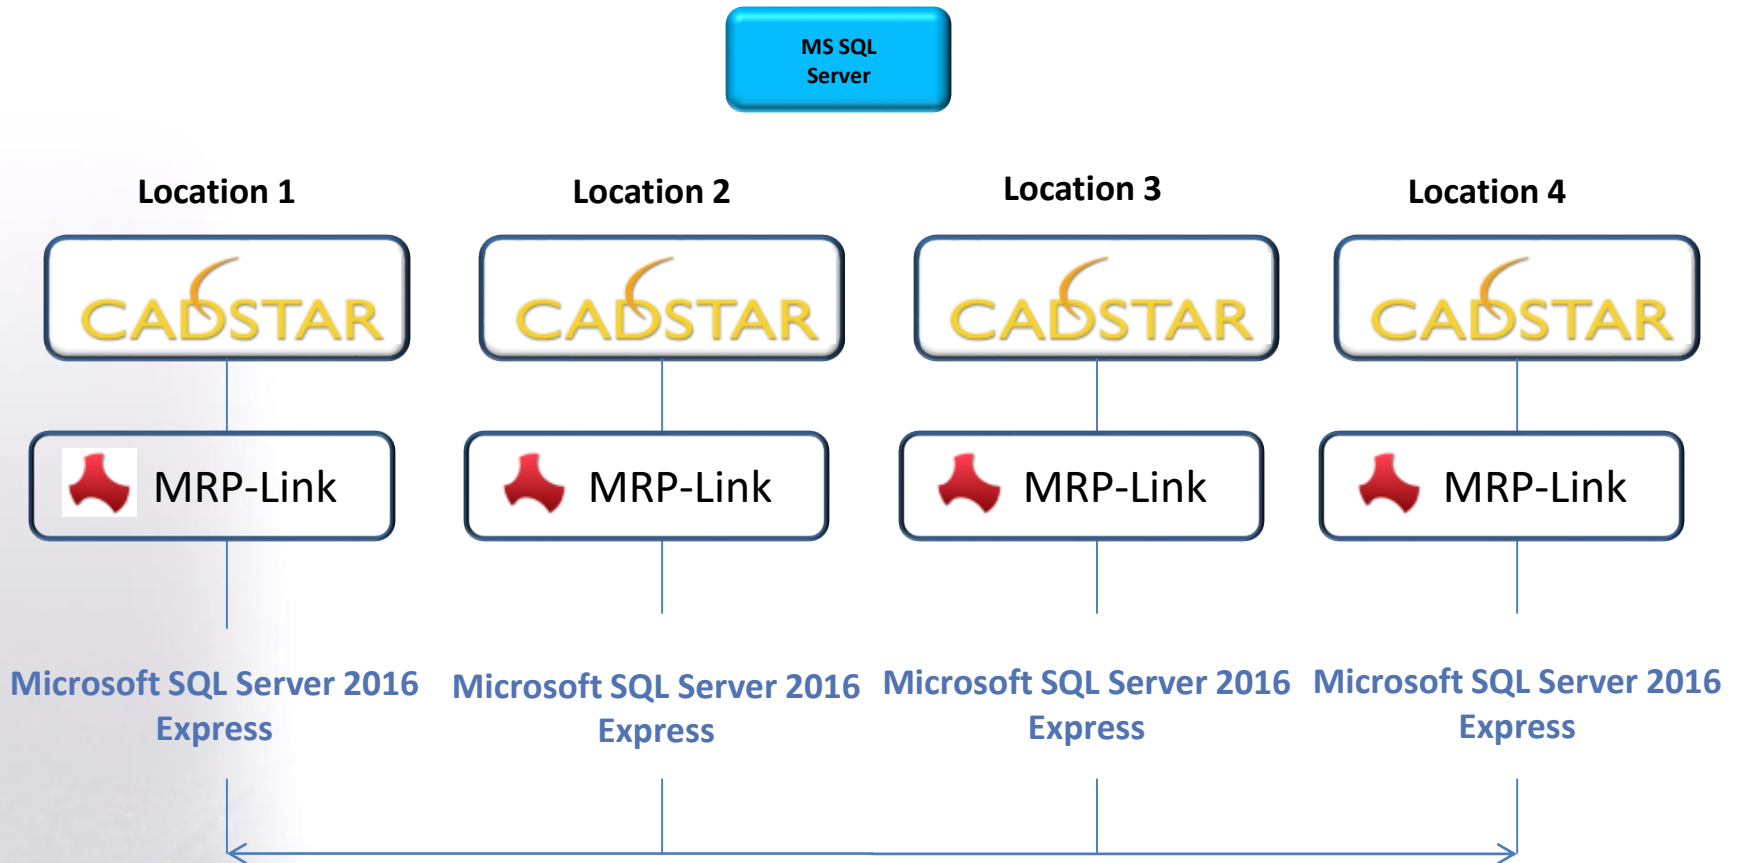 MS SQL
Server
Location 1
Location 2
Location 3
Location 4
CADSTAR
CADSTAR
CADSTAR
CADSTAR
MRP-Link
MRP-Link
MRP-Link
MRP-Link
Microsoft SQL Server 2016
Express
Microsoft SQL Server 2016
Express
Microsoft SQL Server 2016
Express
Microsoft SQL Server 2016
Express